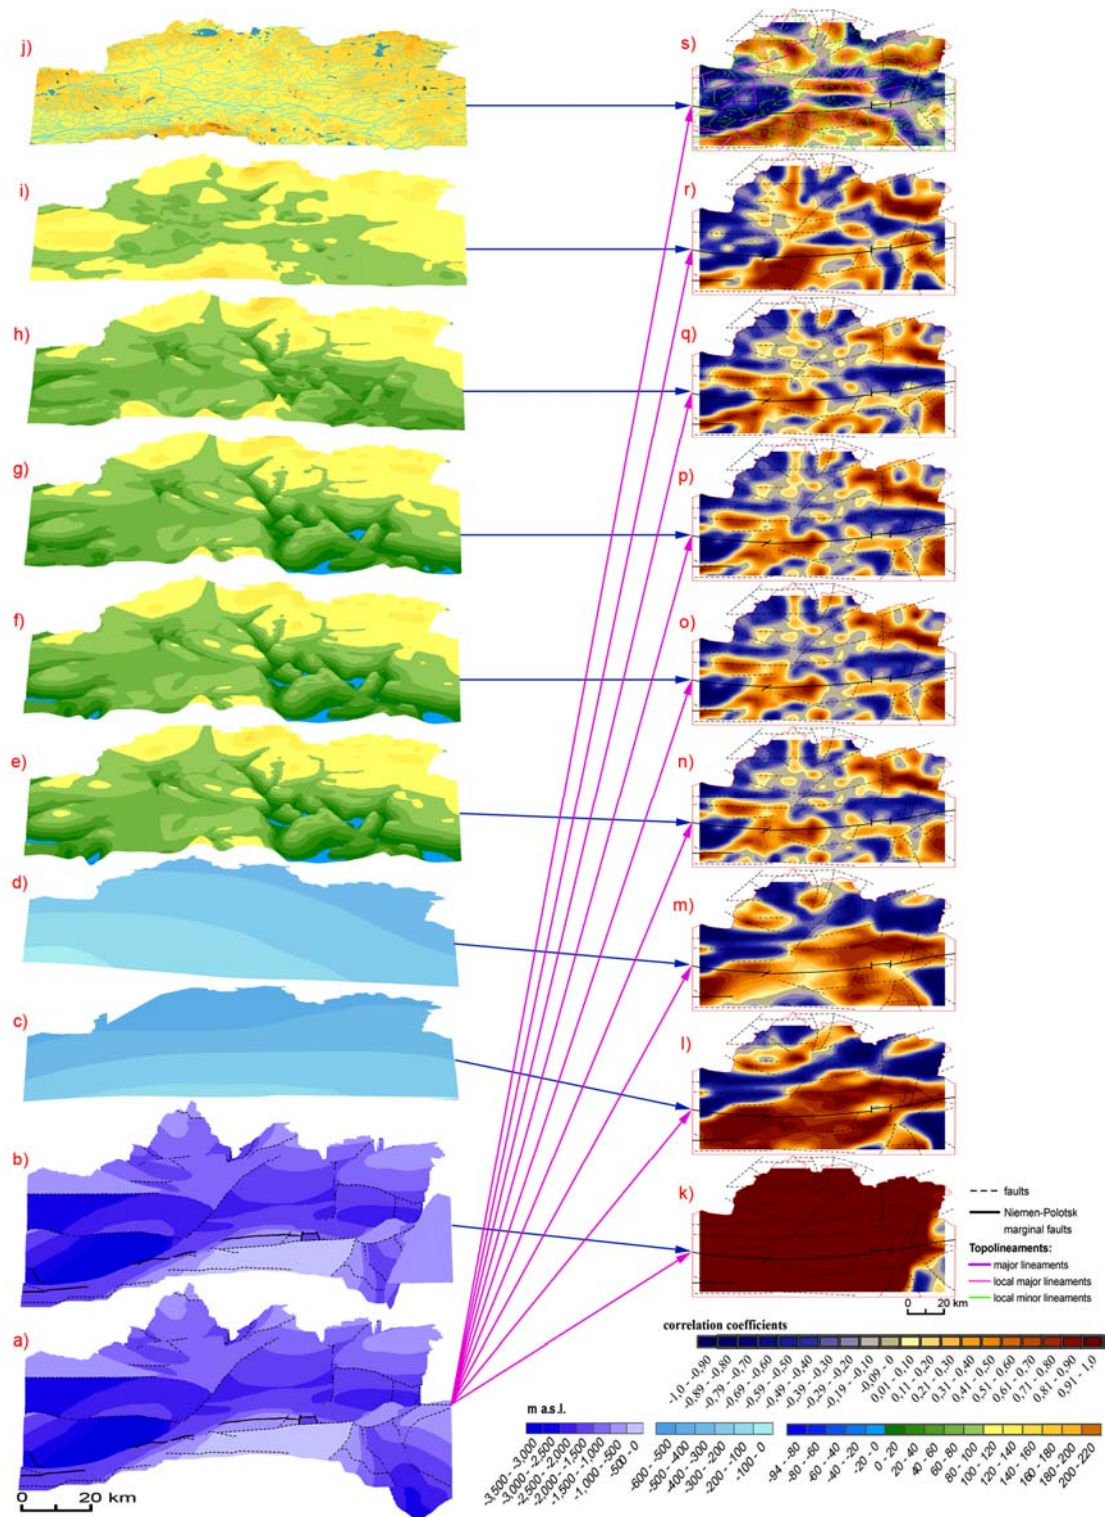 j)
s)
i)
r)
h)
q)
g)
p)
f)
o)
e)
n)
d)
m)
c)
l)
b)
k)
faults
Niemen-Polotsk
marginal faults
Topolineaments:
major lineaments
local major lineaments
local minor lineaments
0 20 km
a)
correlation coefficients
-1,0 - -0,90
-0,89 - -0,80
-0,79 - -0,70
-0,69 - -0,60
-0,59 - -0,50
-0,49 - -0,40
-0,39 - -0,30
-0,29 - -0,20
-0,19 - -0,10
-0,09 - 0
0,01 - 0,10
0,11 - 0,20
0,21 - 0,30
0,31 - 0,40
0,41 - 0,50
0,51 - 0,60
0,61 - 0,70
0,71 - 0,80
0,81 - 0,90
0,91 - 1,0
m a.s.l.
-3,500 - -3,000
-3,000 - -2,500
-2,500 - -2,000
-2,000 - -1,500
-1,500 - -1,000
-1,000 - -500
-500 - 0
-600 - -500
-500 - -400
-400 - -300
-300 - -200
-200 - -100
-100 - 0
-94 - -80
-80 - -60
-60 - -40
-40 - -20
-20 - 0
0 - 20
20 - 40
40 - 60
60 - 80
80 - 100
100 - 120
120 - 140
140 - 160
160 - 180
180 - 200
200 - 220
0 20 km